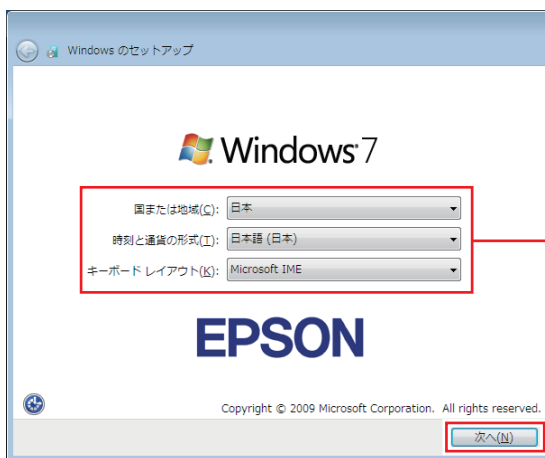 Windows のセットアップ
Windows 7
国または地域(C): 日本
時刻と通貨の形式(T): 日本語 (日本)
キーボード レイアウト(K): Microsoft IME
EPSON
Copyright © 2009 Microsoft Corporation. All rights reserved.
次へ(N)